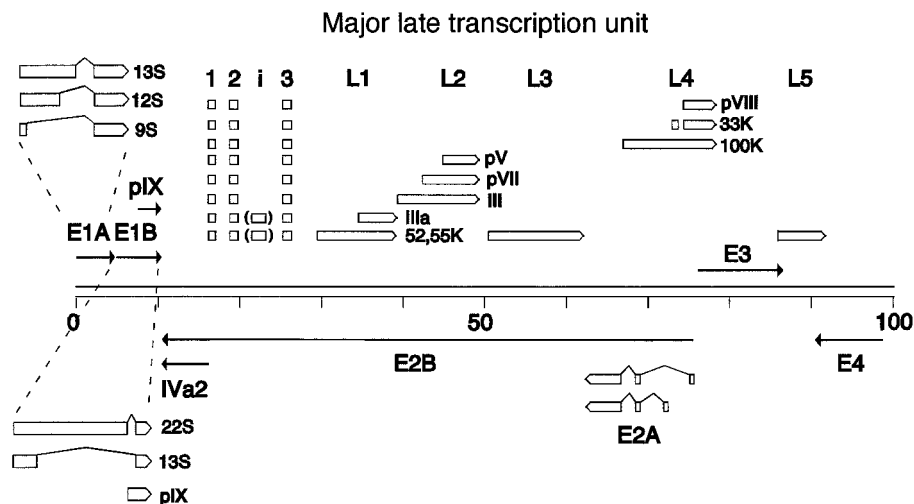 Major late transcription unit
13S
12S
9S
1 2 i 3 L1 L2 L3 L4 L5
pVIII
33K
100K
pV
pVII
III
( )
IIIa
( )
52,55K
pIX
E1A E1B
E3
0 50 100
E2B
E4
IVa2
E2A
22S
13S
pIX